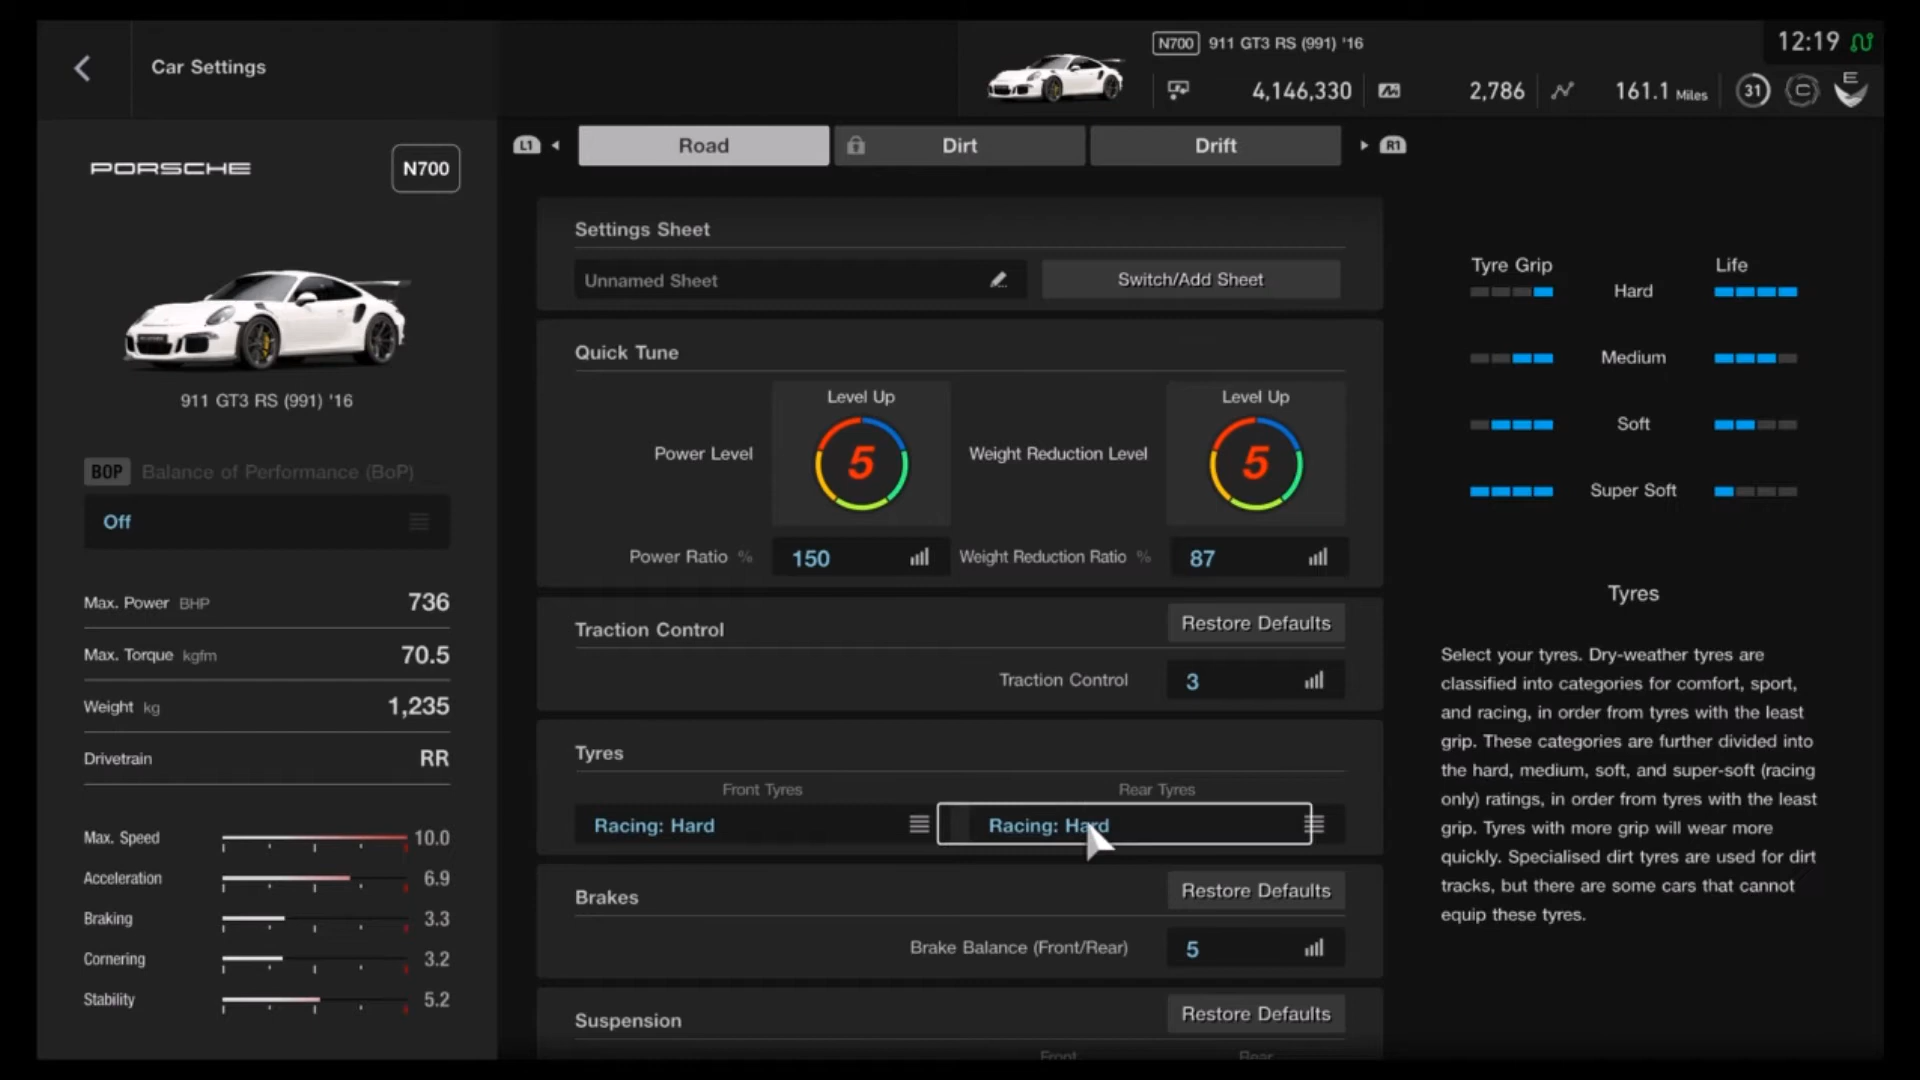 Car Settings
N700 911 GT3 RS (991) '16
12:19
4,146,330
2,786
161.1 Miles
31
C
E
PORSCHE
N700
911 GT3 RS (991) '16
BOP Balance of Performance (BoP)
Off
Max. Power BHP 736
Max. Torque kgfm 70.5
Weight kg 1,235
Drivetrain RR
Max. Speed 10.0
Acceleration 6.9
Braking 3.3
Cornering 3.2
Stability 5.2
L1 Road Dirt Drift R1
Settings Sheet
Unnamed Sheet
Switch/Add Sheet
Quick Tune
Level Up
Level Up
Power Level 5
Weight Reduction Level 5
Power Ratio % 150
Weight Reduction Ratio % 87
Traction Control
Restore Defaults
Traction Control 3
Tyres
Front Tyres
Rear Tyres
Racing: Hard
Racing: Hard
Brakes
Restore Defaults
Brake Balance (Front/Rear) 5
Suspension
Restore Defaults
Front
Rear
Tyre Grip
Life
Hard
Medium
Soft
Super Soft
Tyres
Select your tyres. Dry-weather tyres are
classified into categories for comfort, sport,
and racing, in order from tyres with the least
grip. These categories are further divided into
the hard, medium, soft, and super-soft (racing
only) ratings, in order from tyres with the least
grip. Tyres with more grip will wear more
quickly. Specialised dirt tyres are used for dirt
tracks, but there are some cars that cannot
equip these tyres.